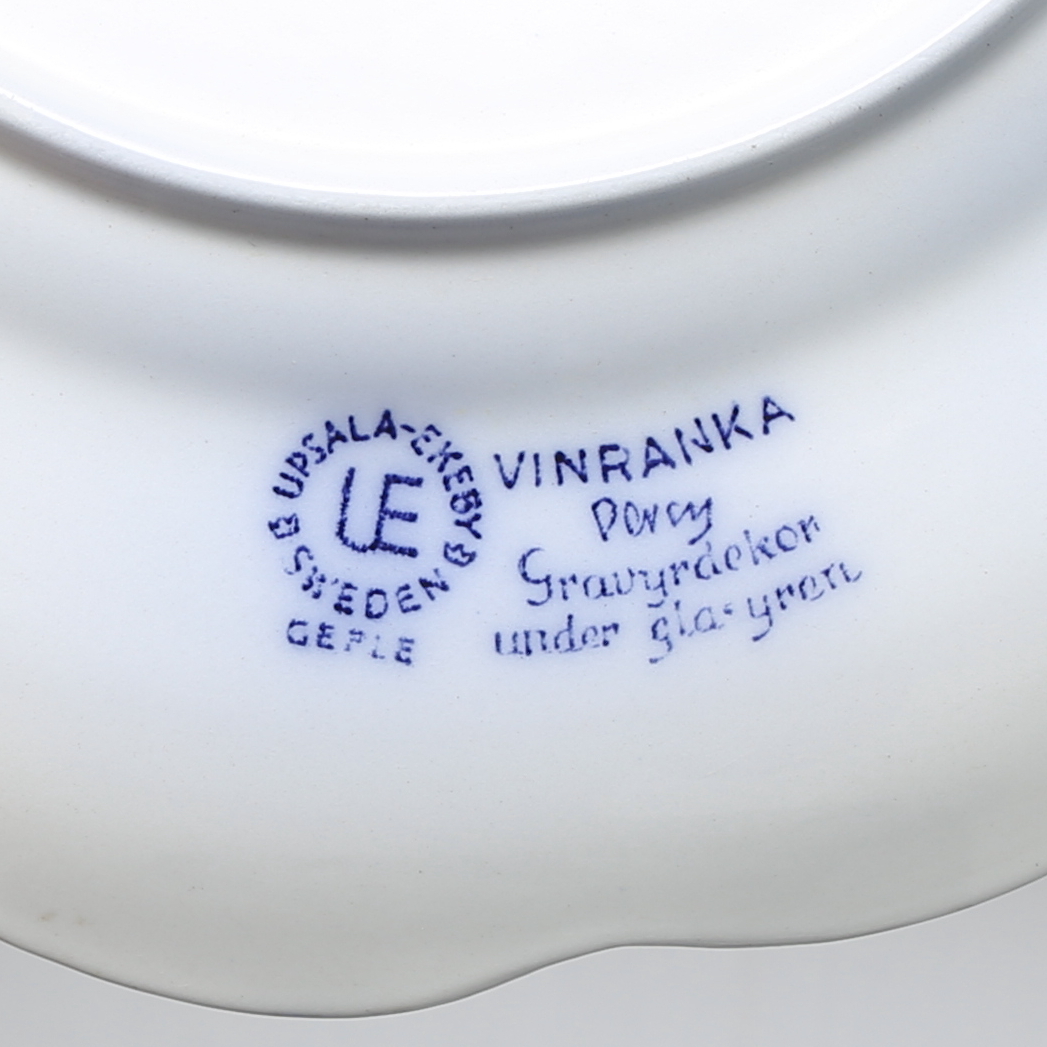 UPSALA-EKEBY
UE
SWEDEN
GEFLE
VINRANKA
Percy
Gravyrdekor
under glasyren